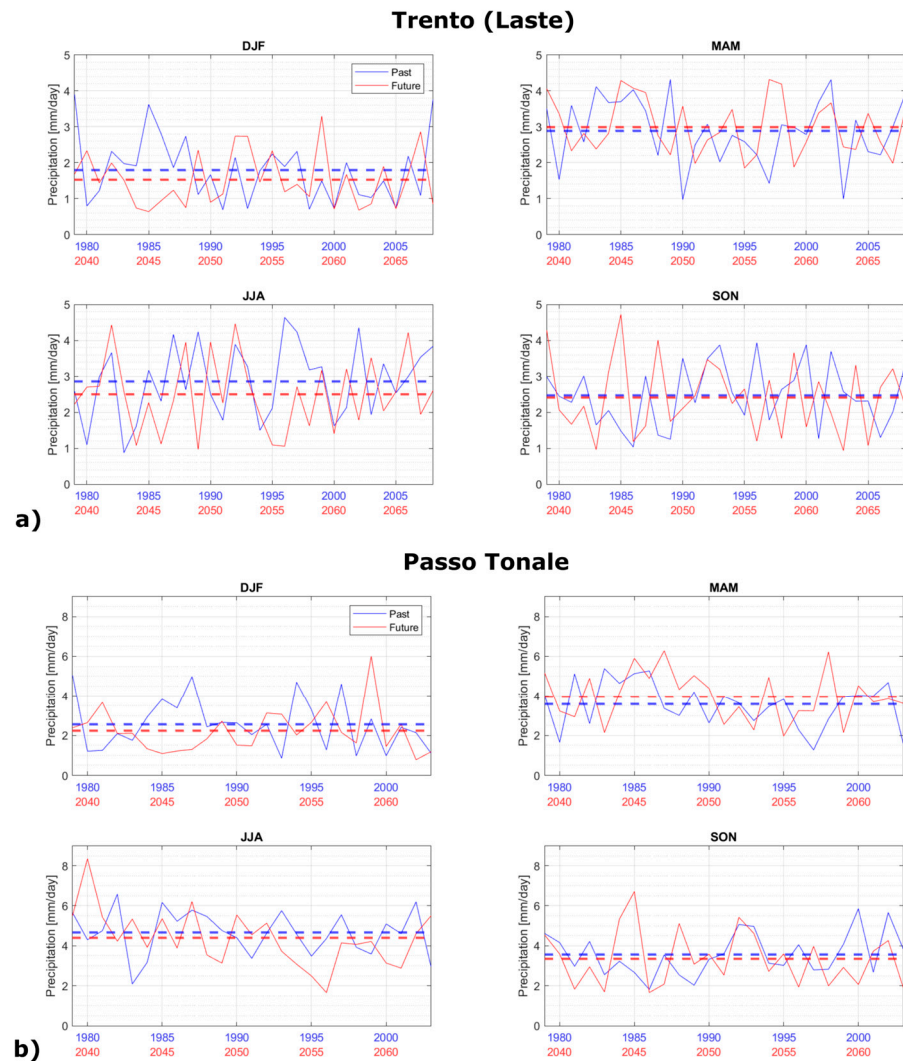 Trento (Laste)
DJF
MAM
5
4
3
2
1
0
Precipitation [mm/day]
Past
Future
1980 1985 1990 1995 2000 2005
2040 2045 2050 2055 2060 2065
5
4
3
2
1
0
Precipitation [mm/day]
1980 1985 1990 1995 2000 2005
2040 2045 2050 2055 2060 2065
JJA
SON
5
4
3
2
1
0
Precipitation [mm/day]
1980 1985 1990 1995 2000 2005
2040 2045 2050 2055 2060 2065
5
4
3
2
1
0
Precipitation [mm/day]
1980 1985 1990 1995 2000 2005
2040 2045 2050 2055 2060 2065
a)
Passo Tonale
DJF
MAM
8
6
4
2
0
Precipitation [mm/day]
Past
Future
1980 1985 1990 1995 2000
2040 2045 2050 2055 2060
8
6
4
2
0
Precipitation [mm/day]
1980 1985 1990 1995 2000
2040 2045 2050 2055 2060
JJA
SON
8
6
4
2
0
Precipitation [mm/day]
1980 1985 1990 1995 2000
2040 2045 2050 2055 2060
8
6
4
2
0
Precipitation [mm/day]
1980 1985 1990 1995 2000
2040 2045 2050 2055 2060
b)